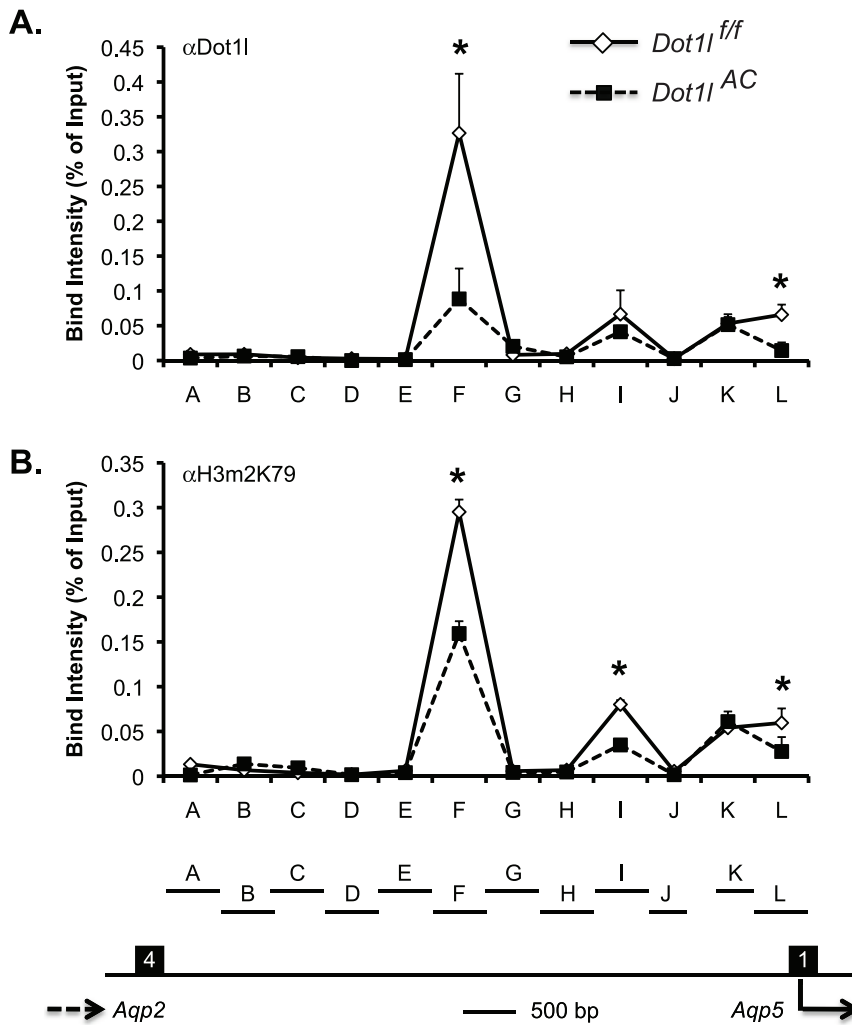 A.
αDot1l
*
Dot1l f/f
Dot1l AC
Bind Intensity (% of Input)
0.45
0.4
0.35
0.3
0.25
0.2
0.15
0.1
0.05
0
*
A B C D E F G H I J K L
B.
αH3m2K79
*
Bind Intensity (% of Input)
0.35
0.3
0.25
0.2
0.15
0.1
0.05
0
*
*
A B C D E F G H I J K L
A C E G I K
B D F H J L
4 1
Aqp2 500 bp Aqp5